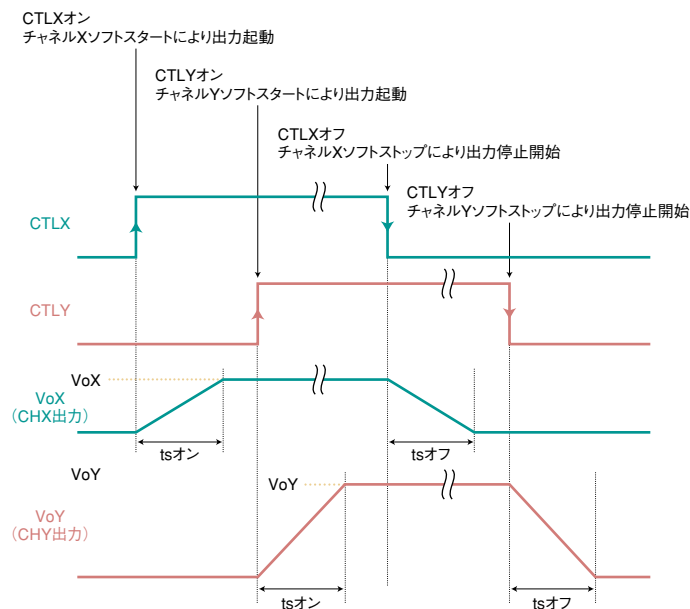 CTLXオン
チャネルXソフトスタートにより出力起動
CTLYオン
チャネルYソフトスタートにより出力起動
CTLXオフ
チャネルXソフトストップにより出力停止開始
CTLYオフ
チャネルYソフトストップにより出力停止開始
CTLX
CTLY
VoX
VoX
（CHX出力）
tsオン
tsオフ
VoY
VoY
VoY
（CHY出力）
tsオン
tsオフ